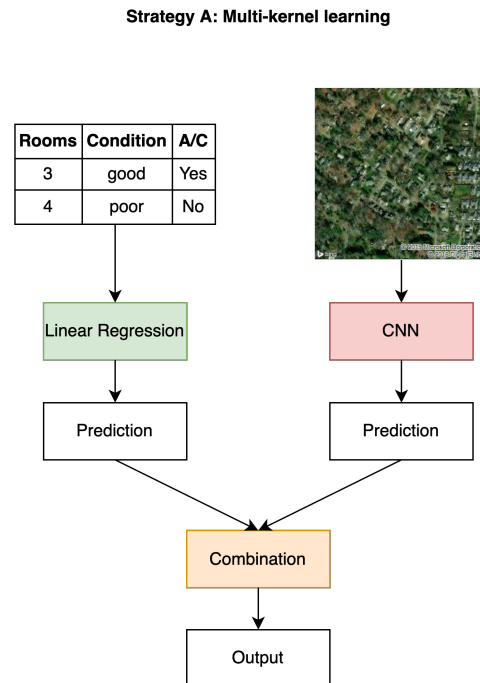 Strategy A: Multi-kernel learning
Rooms Condition A/C
3 good Yes
4 poor No
bing
Linear Regression
CNN
Prediction
Prediction
Combination
Output